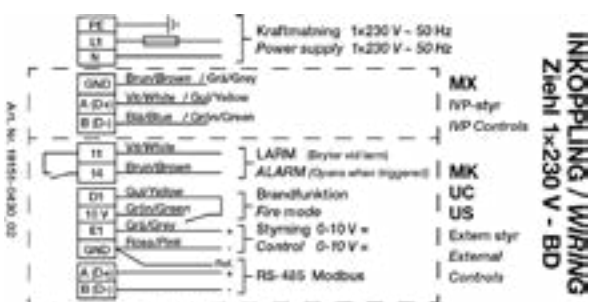 PE
L1
N
Kraftmatning 1x230 V ~ 50 Hz
Power supply 1x230 V ~ 50 Hz
GND Brun/Brown / Grå/Grey
A (D+) Vit/White / Gul/Yellow
B (D-) Blå/Blue / Grön/Green
MX
IVP-styr
IVP Controls
11 Vit/White
14 Brun/Brown
LARM (Bryter vid larm)
ALARM (Opens when triggered)
D1 Gul/Yellow
10 V Grön/Green
Brandfunktion
Fire mode
E1 Grå/Grey +
GND Rosa/Pink -
Styrning 0-10 V =
Control 0-10 V =
Ref.
A (D+) +
B (D-) -
RS-485 Modbus
MK
UC
US
Extern styr
External
Controls
INKOPPLING / WIRING
Ziehl 1x230 V - BD
Art. Nr.